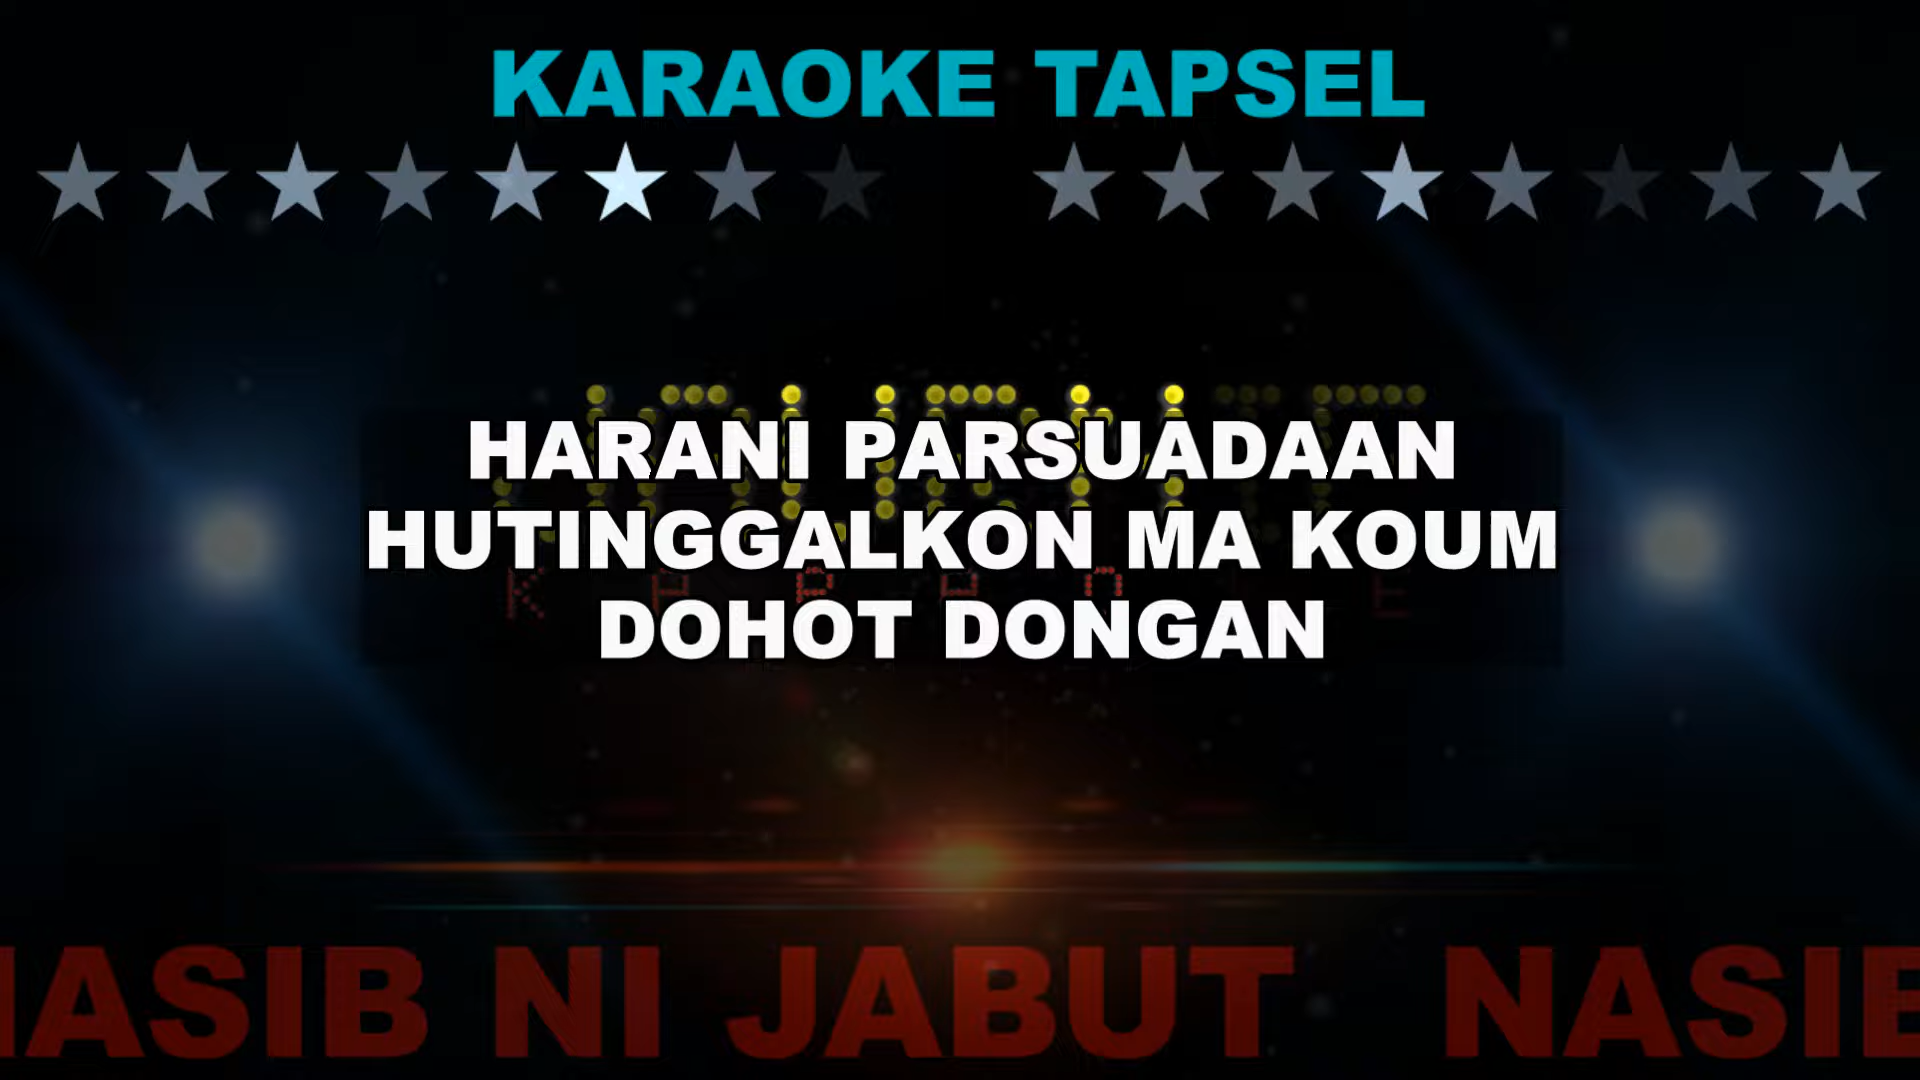 KARAOKE TAPSEL
HARANI PARSUADAAN
HUTINGGALKON MA KOUM
DOHOT DONGAN
NASIB NI JABUT NASIB